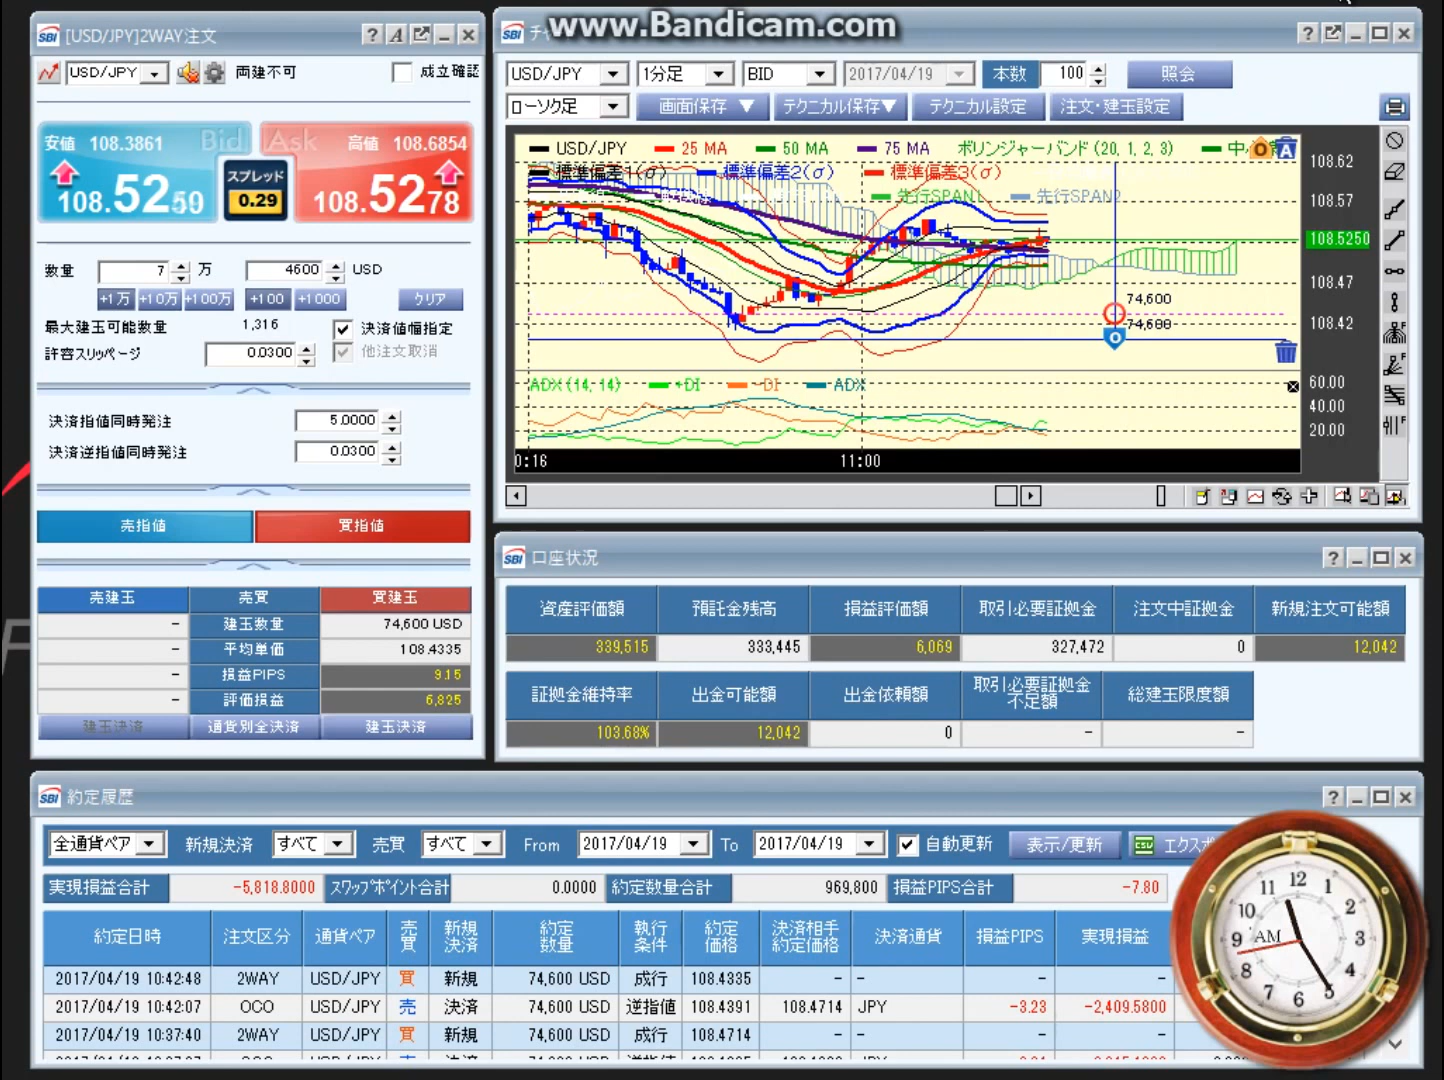 www.Bandicam.com
SBI [USD/JPY]2WAY注文
? A
USD/JPY 両建不可 成立確認
安値 108.3861 Bid
108.5259
スプレッド
0.29
Ask 高値 108.6854
108.5278
数量 7 万 4600 USD
+1万 +10万 +100万 +100 +1000 クリア
最大建玉可能数量 1,316 決済値幅指定
許容スリッページ 0.0300 他注文取消
決済指値同時発注 5.0000
決済逆指値同時発注 0.0300
売指値 買指値
売建玉 売買 買建玉
- 建玉数量 74,600 USD
- 平均単価 108.4335
- 損益PIPS 9.15
- 評価損益 6,825
建玉決済 通貨別全決済 建玉決済
SBI チ
USD/JPY 1分足 BID 2017/04/19 本数 100 照会
ローソク足 画面保存 ▼ テクニカル保存▼ テクニカル設定 注文・建玉設定
USD/JPY 25 MA 50 MA 75 MA ボリンジャーバンド (20, 1, 2, 3) 中
標準偏差1(σ) 標準偏差2(σ) 標準偏差3(σ)
先行SPAN1 先行SPAN2
108.62
108.57
108.5250
108.47
108.42
74,600
74,600
ADX(14, 14) +DI -DI ADX
60.00
40.00
20.00
0:16 11:00
SBI 口座状況
資産評価額 預託金残高 損益評価額 取引必要証拠金 注文中証拠金 新規注文可能額
339,515 333,445 6,069 327,472 0 12,042
証拠金維持率 出金可能額 出金依頼額 取引必要証拠金不足額 総建玉限度額
103.68% 12,042 0 - -
SBI 約定履歴
全通貨ペア 新規決済 すべて 売買 すべて From 2017/04/19 To 2017/04/19 自動更新 表示/更新 CSV エクスポ
実現損益合計 -5,818.8000 スワップポイント合計 0.0000 約定数量合計 969,800 損益PIPS合計 -7.80
約定日時 注文区分 通貨ペア 売買 新規決済 約定数量 執行条件 約定価格 決済相手約定価格 決済通貨 損益PIPS 実現損益
2017/04/19 10:42:48 2WAY USD/JPY 買 新規 74,600 USD 成行 108.4335 - - - -
2017/04/19 10:42:07 OCO USD/JPY 売 決済 74,600 USD 逆指値 108.4391 108.4714 JPY -3.23 -2,409.5800
2017/04/19 10:37:40 2WAY USD/JPY 買 新規 74,600 USD 成行 108.4714 - - - -
12 1 2 3 4 5 6 7 8 9 10 11
AM